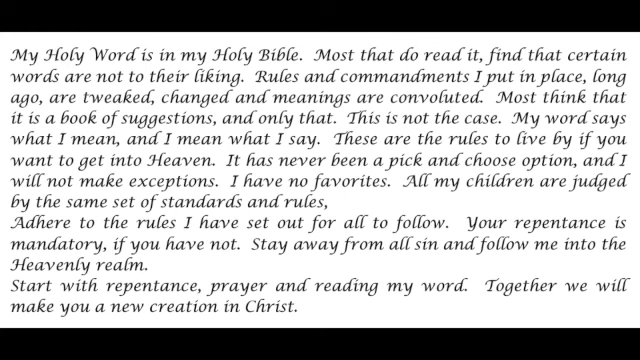 My Holy Word is in my Holy Bible.  Most that do read it, find that certain
words are not to their liking.  Rules and commandments I put in place, long
ago, are tweaked, changed and meanings are convoluted.  Most think that
it is a book of suggestions, and only that.  This is not the case.  My word says
what I mean, and I mean what I say.  These are the rules to live by if you
want to get into Heaven.  It has never been a pick and choose option, and I
will not make exceptions.  I have no favorites.  All my children are judged
by the same set of standards and rules,
Adhere to the rules I have set out for all to follow.  Your repentance is
mandatory, if you have not.  Stay away from all sin and follow me into the
Heavenly realm.
Start with repentance, prayer and reading my word.  Together we will
make you a new creation in Christ.